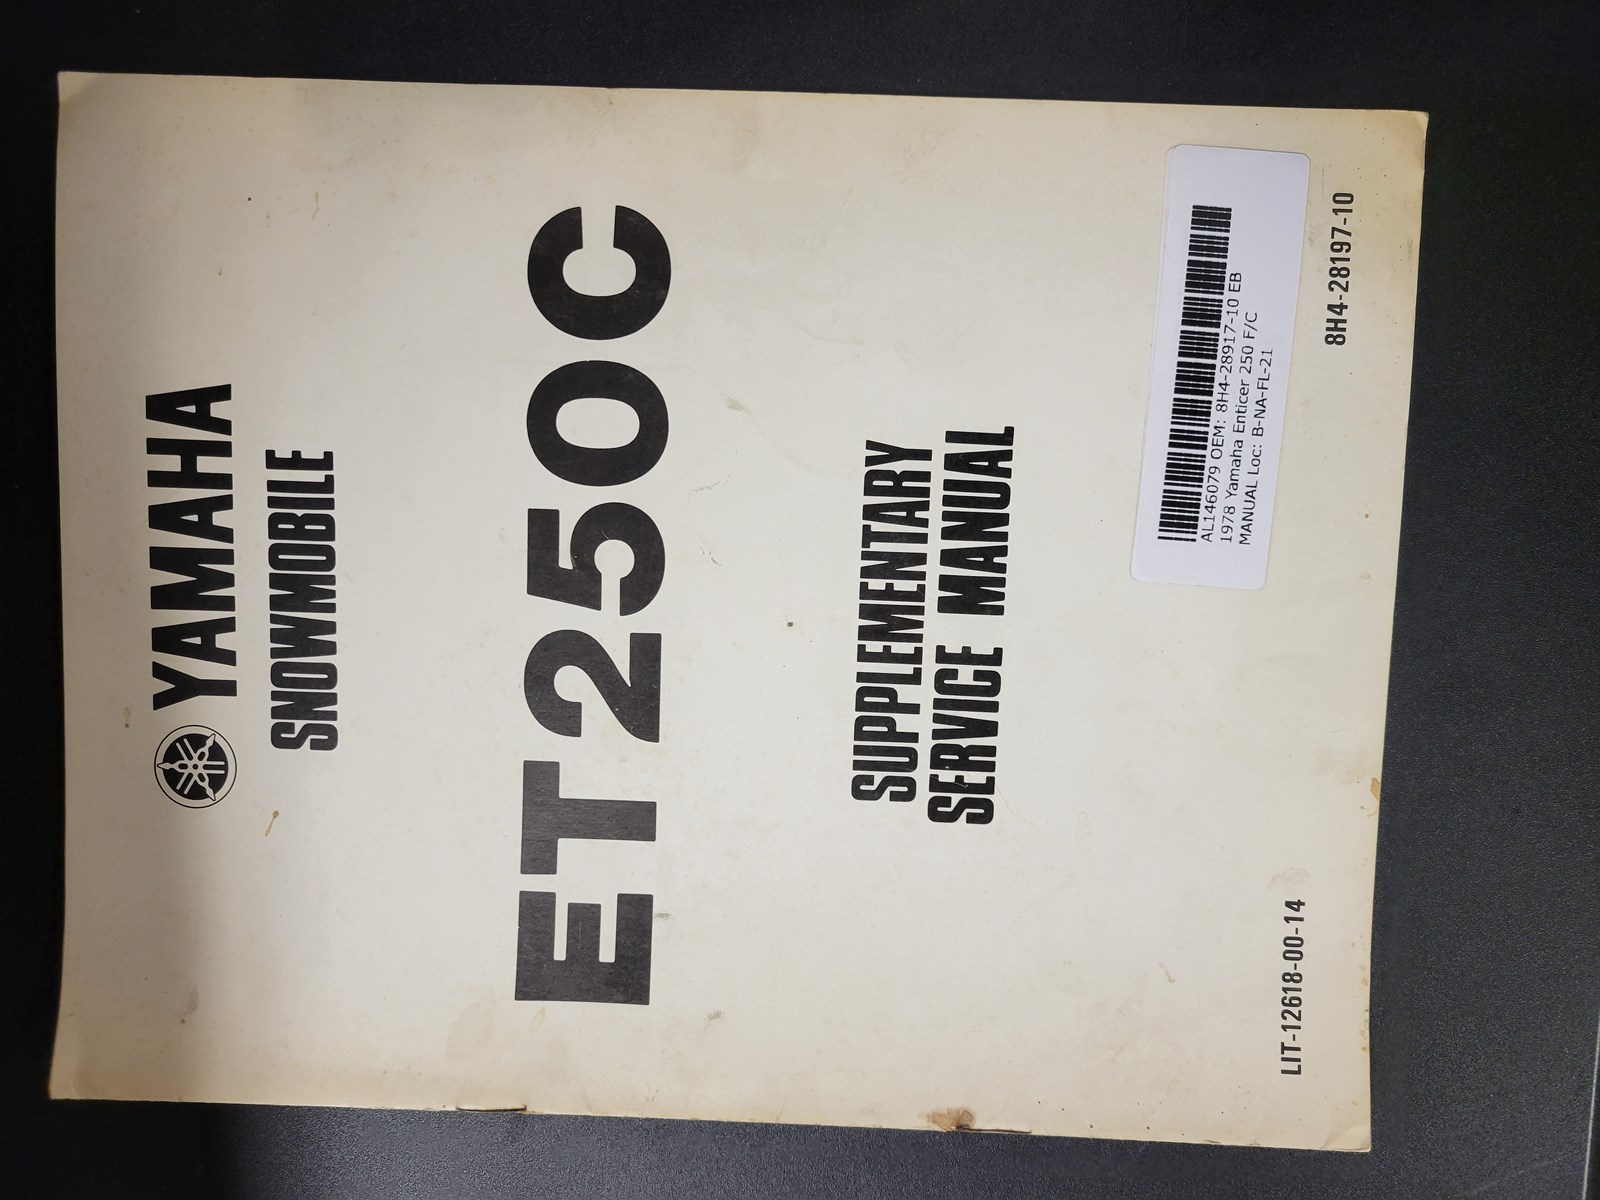 YAMAHA
SNOWMOBILE
ET250C
SUPPLEMENTARY
SERVICE MANUAL
AL146079 OEM: 8H4-28917-10 EB
1978 Yamaha Enticer 250 F/C
MANUAL Loc: B-NA-FL-21
LIT-12618-00-14
8H4-28197-10